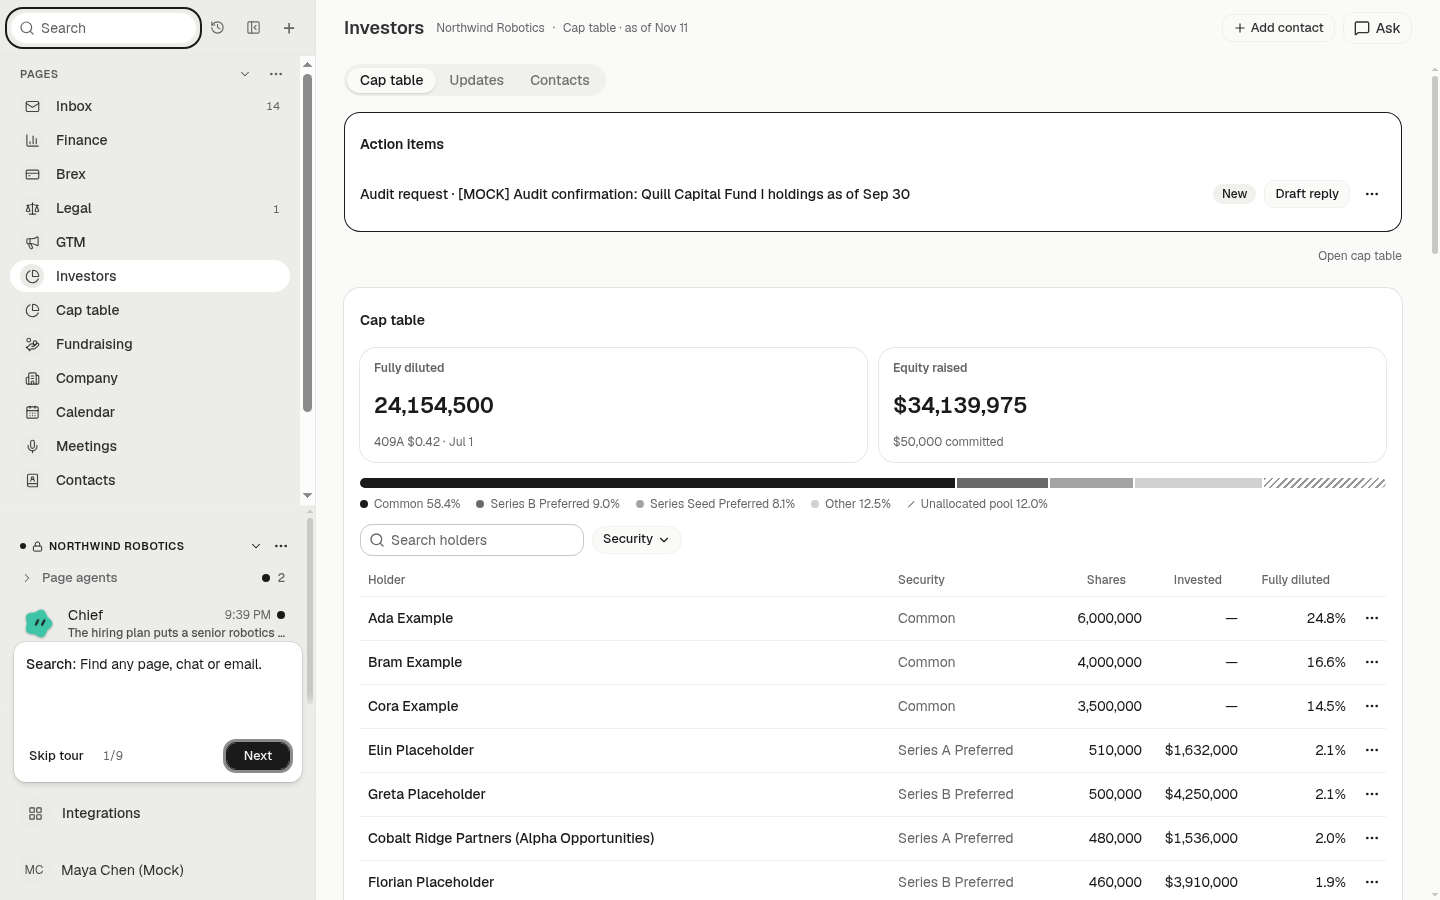 Search
PAGES
Inbox 14
Finance
Brex
Legal 1
GTM
Investors
Cap table
Fundraising
Company
Calendar
Meetings
Contacts
NORTHWIND ROBOTICS
Page agents 2
Chief 9:39 PM
The hiring plan puts a senior robotics ...
Search: Find any page, chat or email.
Skip tour 1/9 Next
Integrations
MC Maya Chen (Mock)
Investors Northwind Robotics · Cap table · as of Nov 11
Add contact Ask
Cap table Updates Contacts
Action Items
Audit request · [MOCK] Audit confirmation: Quill Capital Fund I holdings as of Sep 30 New Draft reply
Open cap table
Cap table
Fully diluted
24,154,500
409A $0.42 · Jul 1
Equity raised
$34,139,975
$50,000 committed
Common 58.4% Series B Preferred 9.0% Series Seed Preferred 8.1% Other 12.5% Unallocated pool 12.0%
Search holders Security
Holder Security Shares Invested Fully diluted
Ada Example Common 6,000,000 — 24.8%
Bram Example Common 4,000,000 — 16.6%
Cora Example Common 3,500,000 — 14.5%
Elin Placeholder Series A Preferred 510,000 $1,632,000 2.1%
Greta Placeholder Series B Preferred 500,000 $4,250,000 2.1%
Cobalt Ridge Partners (Alpha Opportunities) Series A Preferred 480,000 $1,536,000 2.0%
Florian Placeholder Series B Preferred 460,000 $3,910,000 1.9%